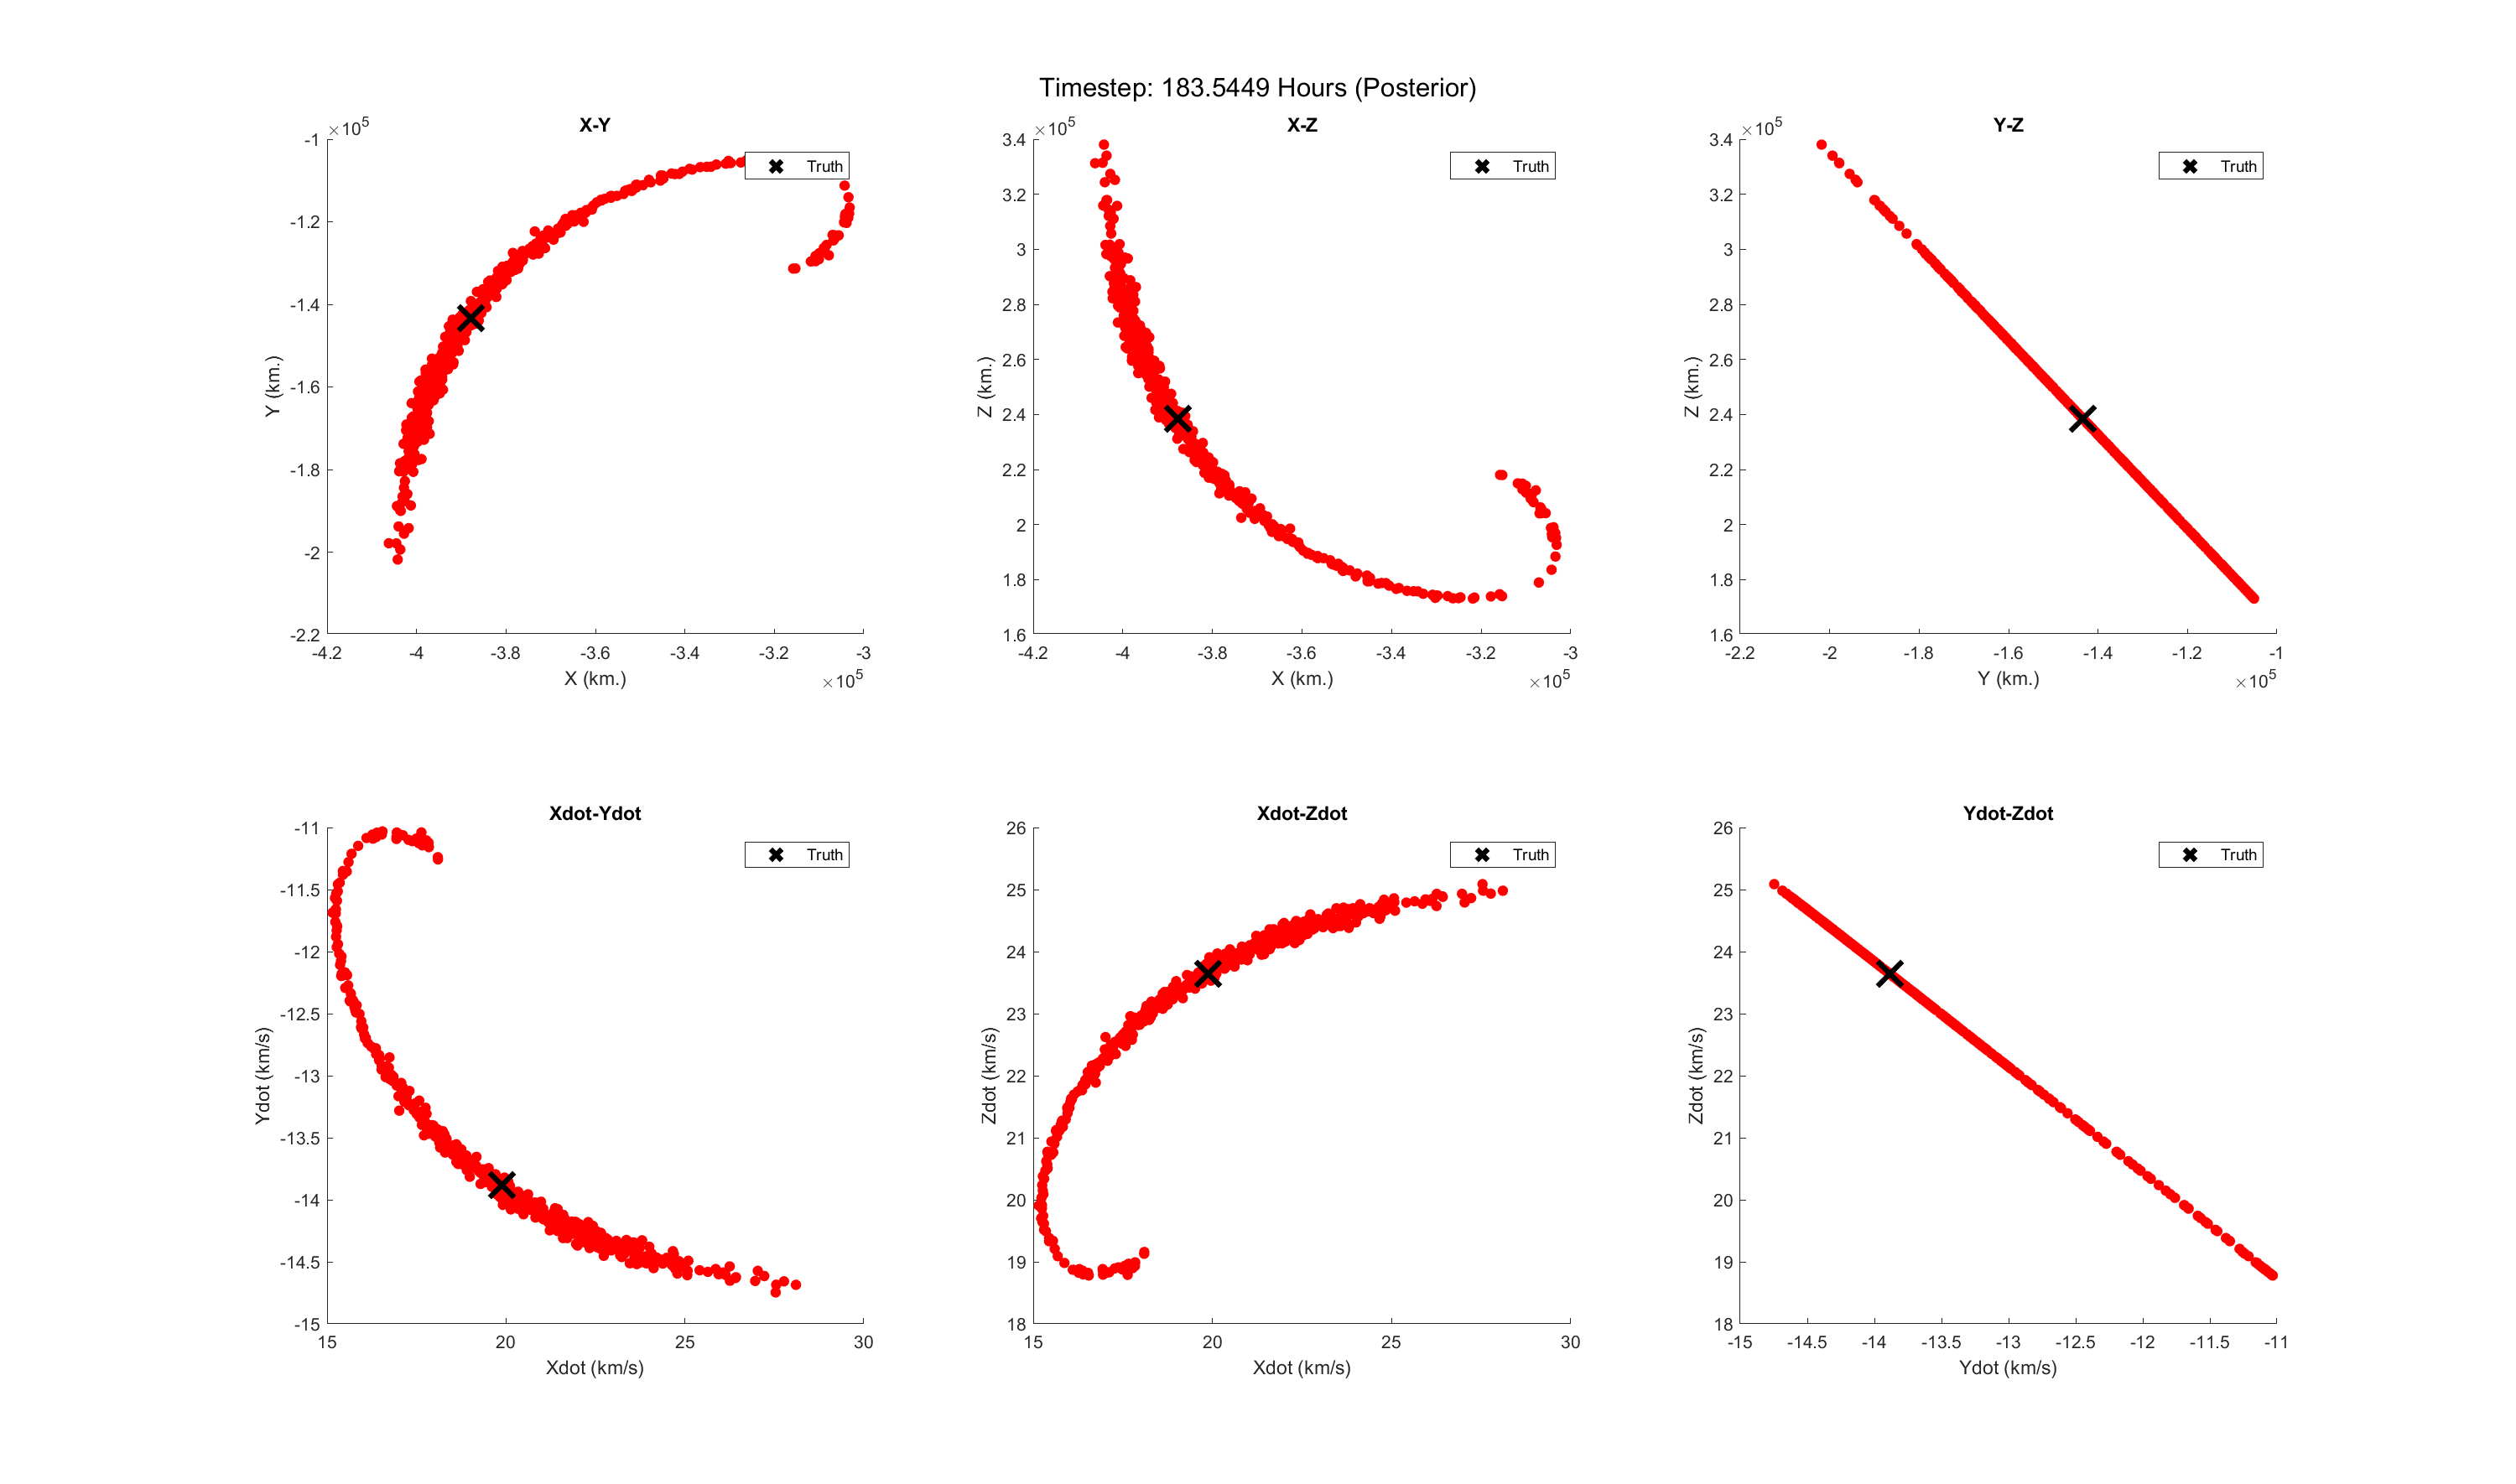 Timestep: 183.5449 Hours (Posterior)
X-Y
×10^5
Truth
-1
-1.2
-1.4
-1.6
-1.8
-2
-2.2
Y (km.)
-4.2 -4 -3.8 -3.6 -3.4 -3.2 -3
X (km.)
×10^5
X-Z
×10^5
Truth
3.4
3.2
3
2.8
2.6
2.4
2.2
2
1.8
1.6
Z (km.)
-4.2 -4 -3.8 -3.6 -3.4 -3.2 -3
X (km.)
×10^5
Y-Z
×10^5
Truth
3.4
3.2
3
2.8
2.6
2.4
2.2
2
1.8
1.6
Z (km.)
-2.2 -2 -1.8 -1.6 -1.4 -1.2 -1
Y (km.)
×10^5
Xdot-Ydot
Truth
-11
-11.5
-12
-12.5
-13
-13.5
-14
-14.5
-15
Ydot (km/s)
15 20 25 30
Xdot (km/s)
Xdot-Zdot
Truth
26
25
24
23
22
21
20
19
18
Zdot (km/s)
15 20 25 30
Xdot (km/s)
Ydot-Zdot
Truth
26
25
24
23
22
21
20
19
18
Zdot (km/s)
-15 -14.5 -14 -13.5 -13 -12.5 -12 -11.5 -11
Ydot (km/s)